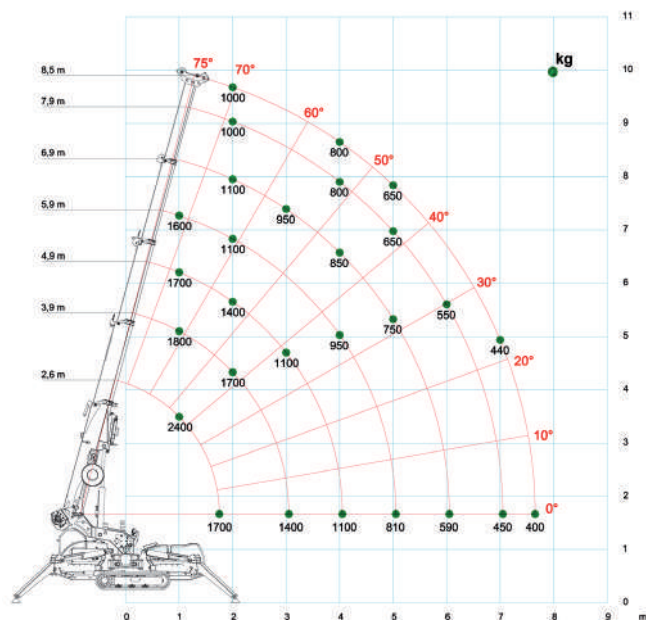 11
8,5 m 75° 70° kg 10
7,9 m 1000
60° 9
1000
6,9 m 800 50° 8
1100 800 650
5,9 m 1600 950 40° 7
1100 850 650
4,9 m 1700 30° 6
1400 750 550
3,9 m 1800 1100 950 440 5
1700 20°
2,6 m 4
2400 10° 3
0° 2
1700 1400 1100 810 590 450 400
1
0
0 1 2 3 4 5 6 7 8 9 m